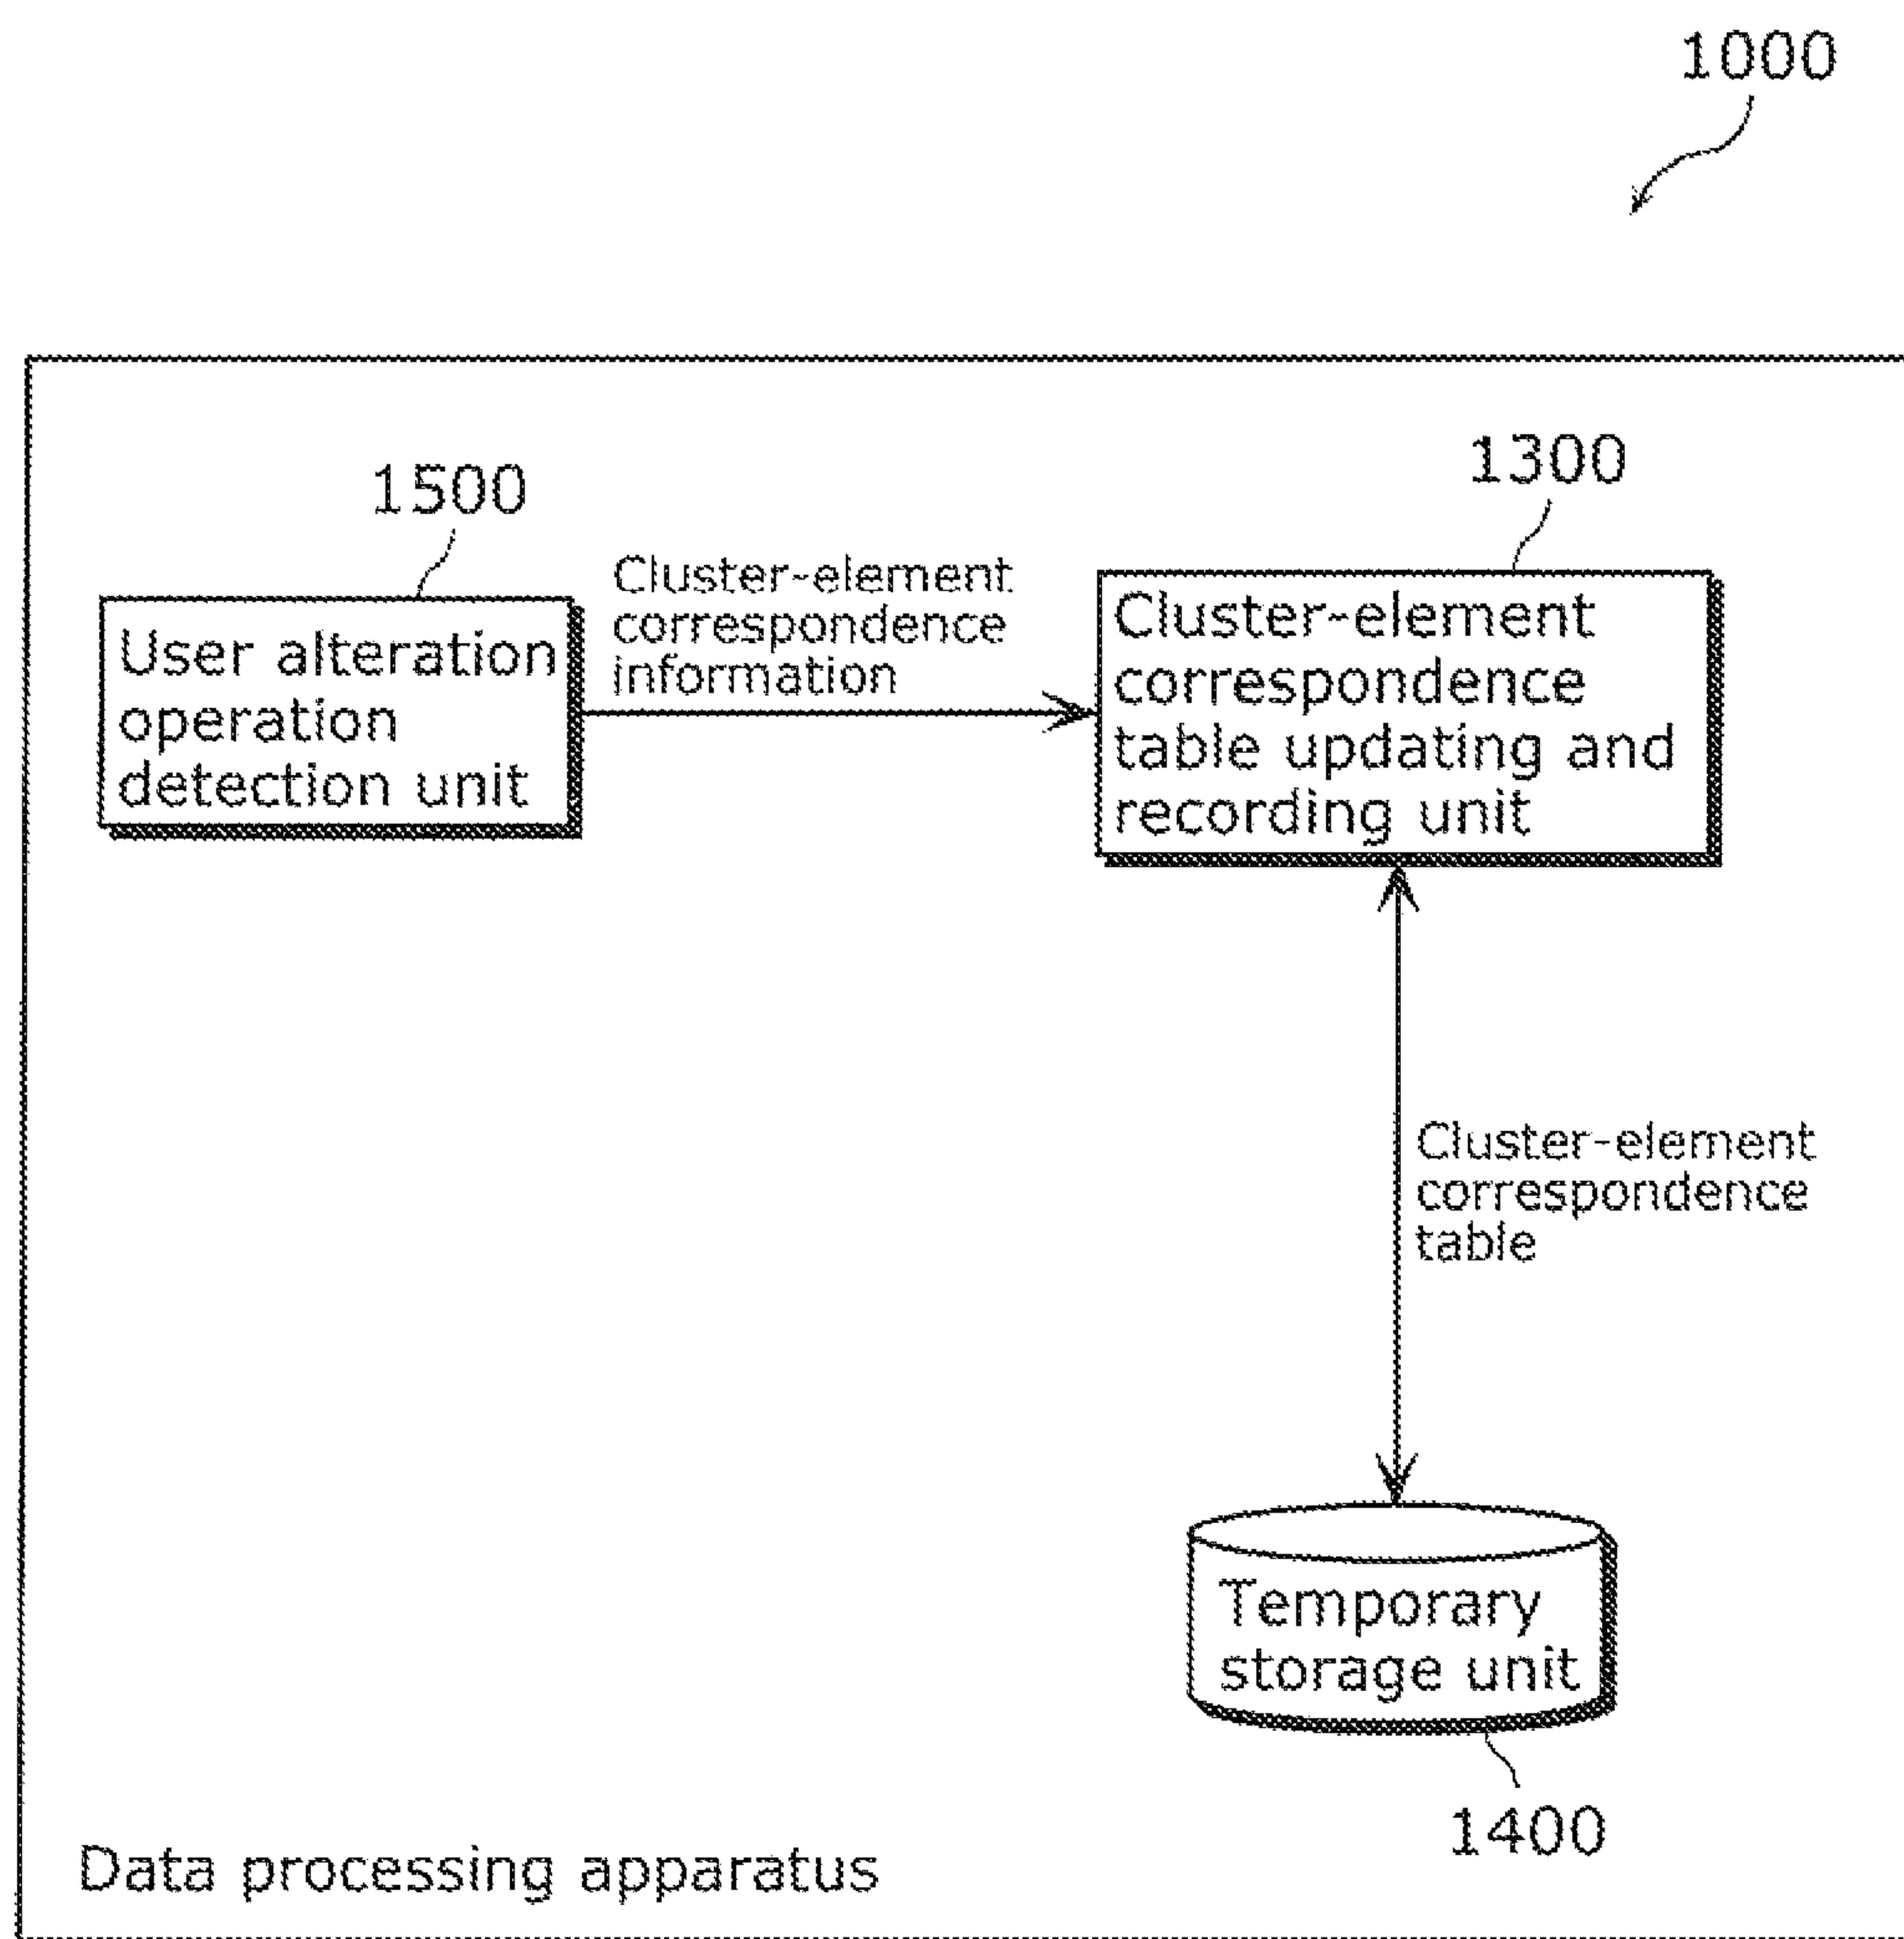 1000
1500
1300
Cluster-element
correspondence
information
User alteration
operation
detection unit
Cluster-element
correspondence
table updating and
recording unit
Cluster-element
correspondence
table
Temporary
storage unit
1400
Data processing apparatus